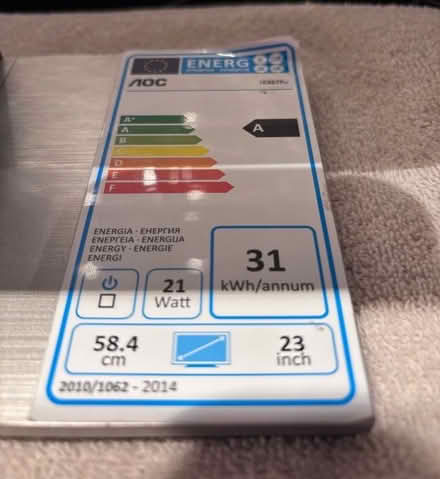 ENERG
AOC
A+
A
A
B
C
D
E
F
ENERGIA · ЕНЕРГИЯ
ΕΝΕΡΓΕΙΑ · ENERGIJA
ENERGY · ENERGIE
ENERGI
31
kWh/annum
21
Watt
58.4
cm
23
inch
2010/1062 - 2014